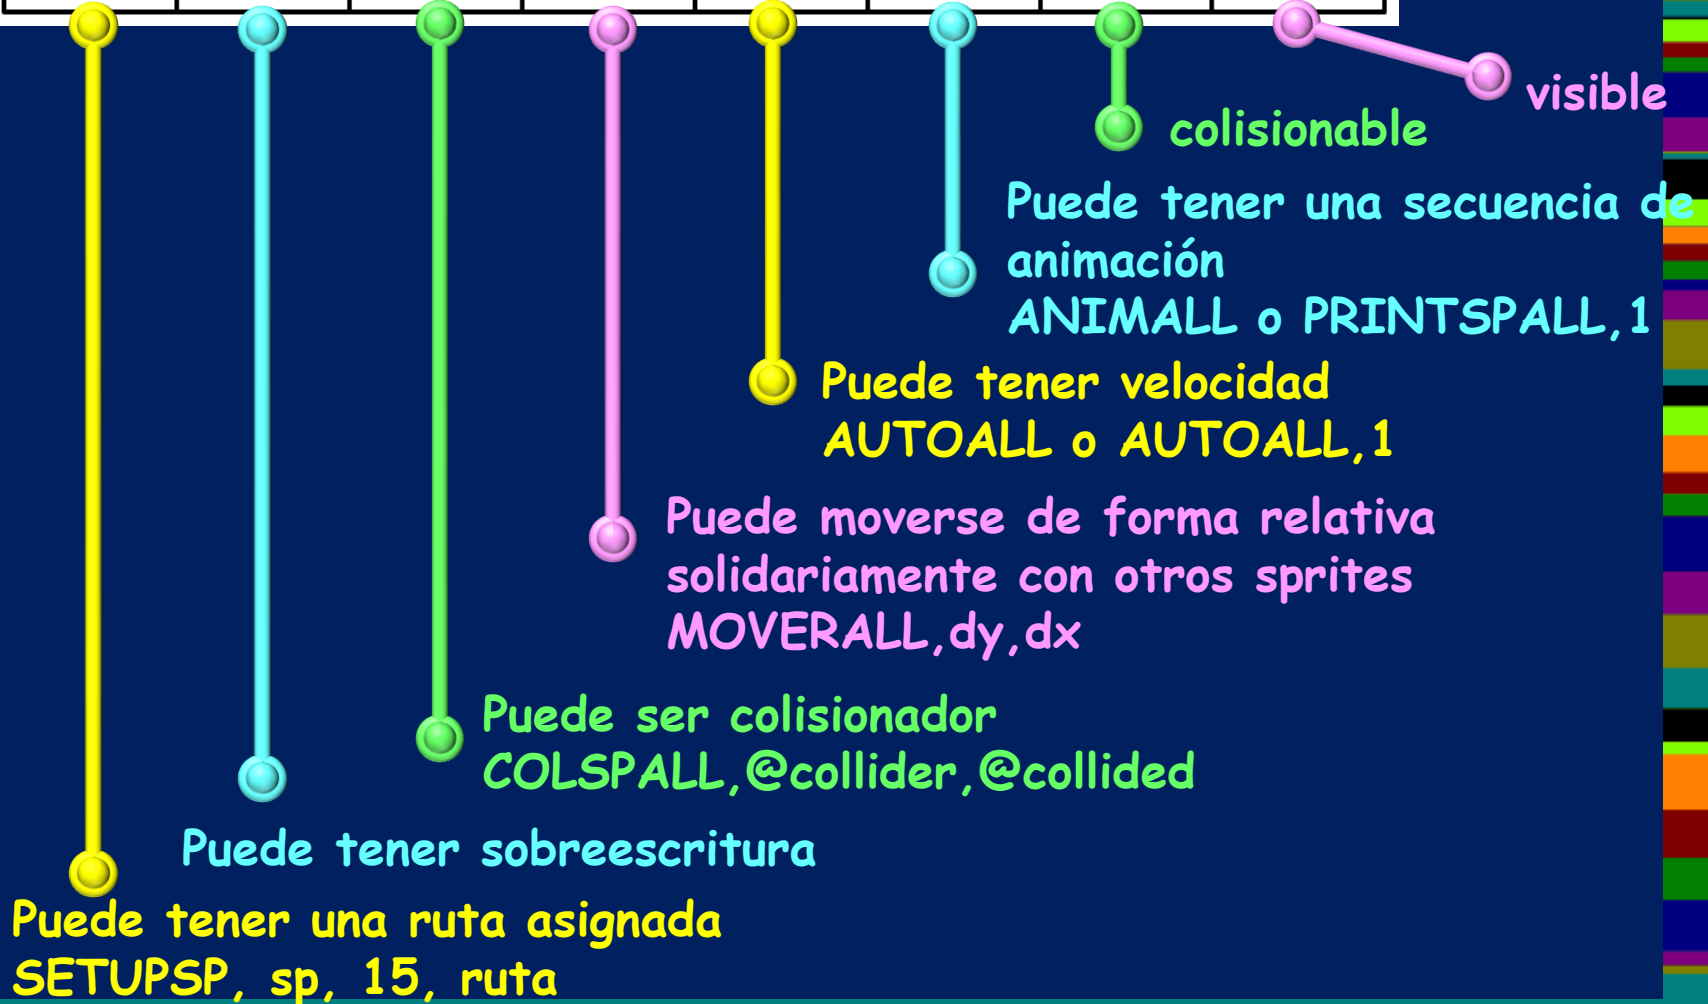 visible
colisionable
Puede tener una secuencia de
animación
ANIMALL o PRINTSPALL,1
Puede tener velocidad
AUTOALL o AUTOALL,1
Puede moverse de forma relativa
solidariamente con otros sprites
MOVERALL,dy,dx
Puede ser colisionador
COLSPALL,@collider,@collided
Puede tener sobreescritura
Puede tener una ruta asignada
SETUPSP, sp, 15, ruta